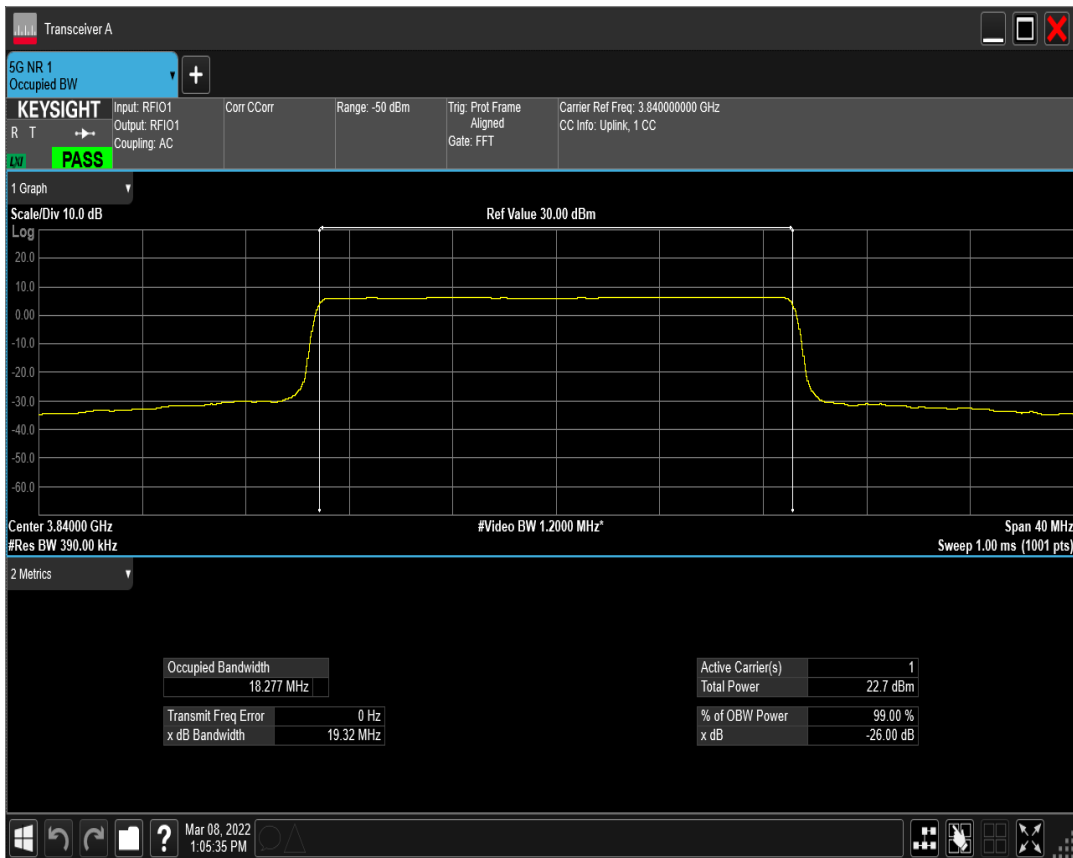 Transceiver A
5G NR 1
Occupied BW
+
KEYSIGHT
R T
LXI
PASS
Input: RFIO1
Output: RFIO1
Coupling: AC
Corr CCorr
Range: -50 dBm
Trig: Prot Frame
Aligned
Gate: FFT
Carrier Ref Freq: 3.840000000 GHz
CC Info: Uplink, 1 CC
1 Graph
Scale/Div 10.0 dB
Ref Value 30.00 dBm
Log
20.0
10.0
0.00
-10.0
-20.0
-30.0
-40.0
-50.0
-60.0
Center 3.84000 GHz
#Video BW 1.2000 MHz*
Span 40 MHz
#Res BW 390.00 kHz
Sweep 1.00 ms (1001 pts)
2 Metrics
Occupied Bandwidth
18.277 MHz
Transmit Freq Error 0 Hz
x dB Bandwidth 19.32 MHz
Active Carrier(s) 1
Total Power 22.7 dBm
% of OBW Power 99.00 %
x dB -26.00 dB
?
Mar 08, 2022
1:05:35 PM